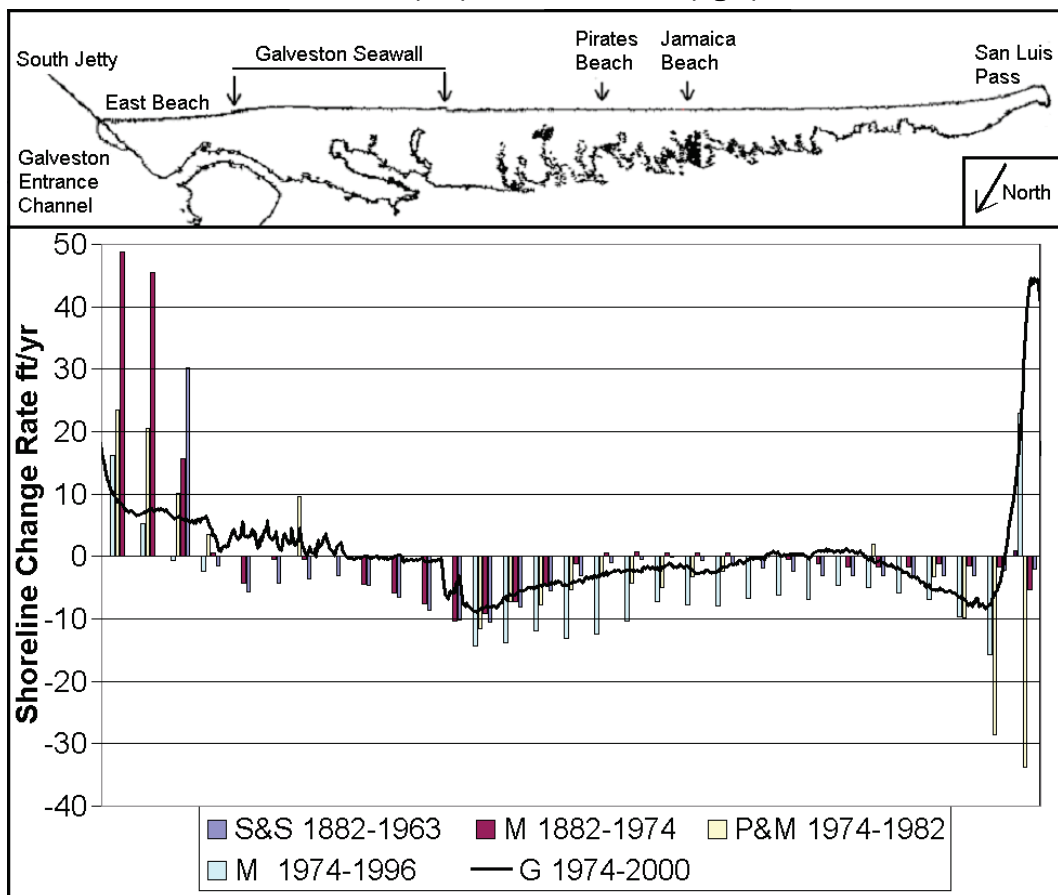 South Jetty
East Beach
Galveston Seawall
Pirates
Beach
Jamaica
Beach
San Luis
Pass
Galveston
Entrance
Channel
North
Shoreline Change Rate ft/yr
50
40
30
20
10
0
-10
-20
-30
-40
S&S 1882-1963
M 1882-1974
P&M 1974-1982
M 1974-1996
G 1974-2000